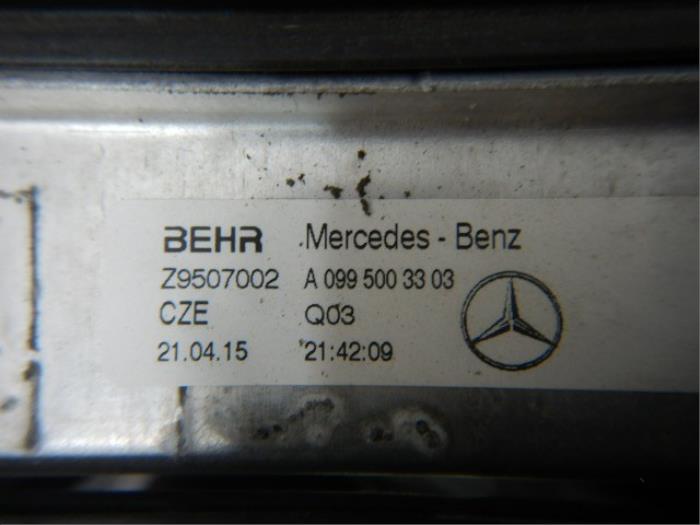 BEHR Mercedes - Benz
Z9507002 A 099 500 33 03
CZE Q03
21.04.15 21:42:09